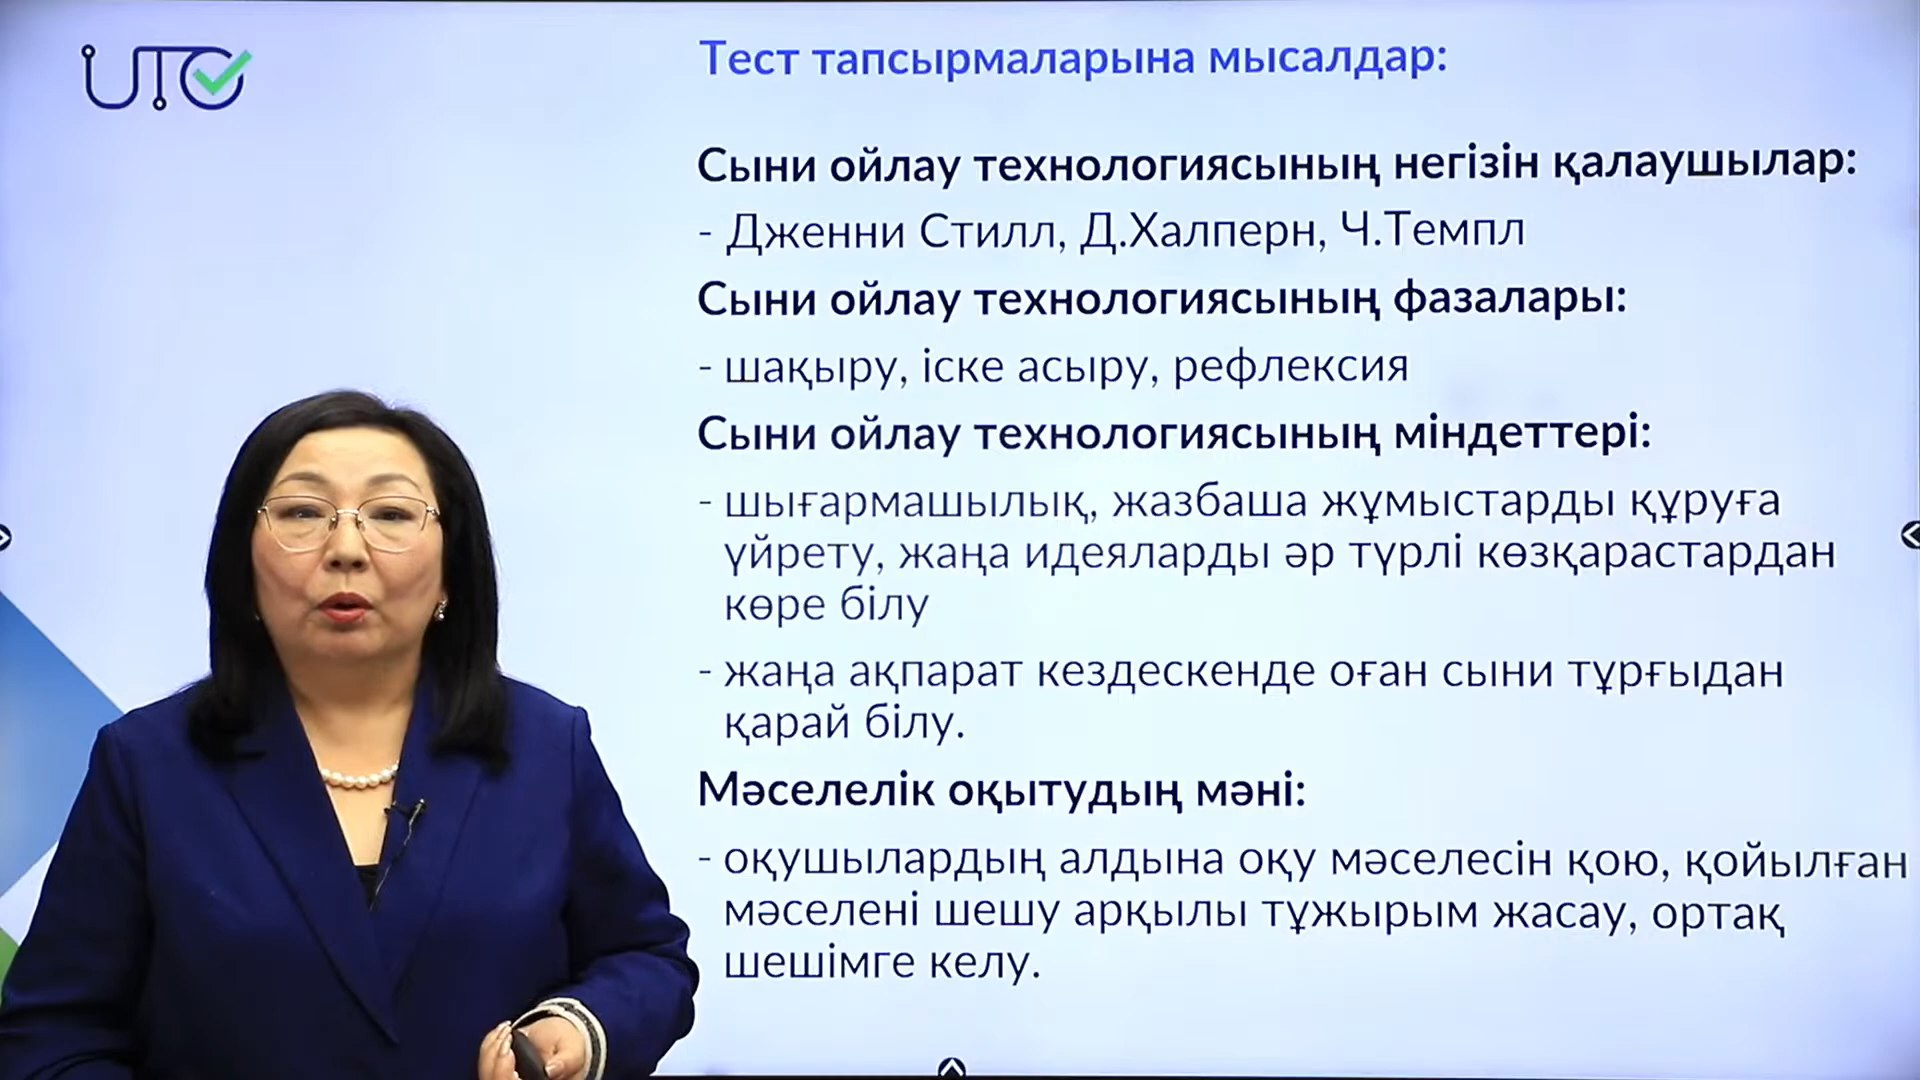 UTO
Тест тапсырмаларына мысалдар:
Сыни ойлау технологиясының негізін қалаушылар:
- Дженни Стилл, Д.Халперн, Ч.Темпл
Сыни ойлау технологиясының фазалары:
- шақыру, іске асыру, рефлексия
Сыни ойлау технологиясының міндеттері:
- шығармашылық, жазбаша жұмыстарды құруға
үйрету, жаңа идеяларды әр түрлі көзқарастардан
көре білу
- жаңа ақпарат кездескенде оған сыни тұрғыдан
қарай білу.
Мәселелік оқытудың мәні:
- оқушылардың алдына оқу мәселесін қою, қойылған
мәселені шешу арқылы тұжырым жасау, ортақ
шешімге келу.